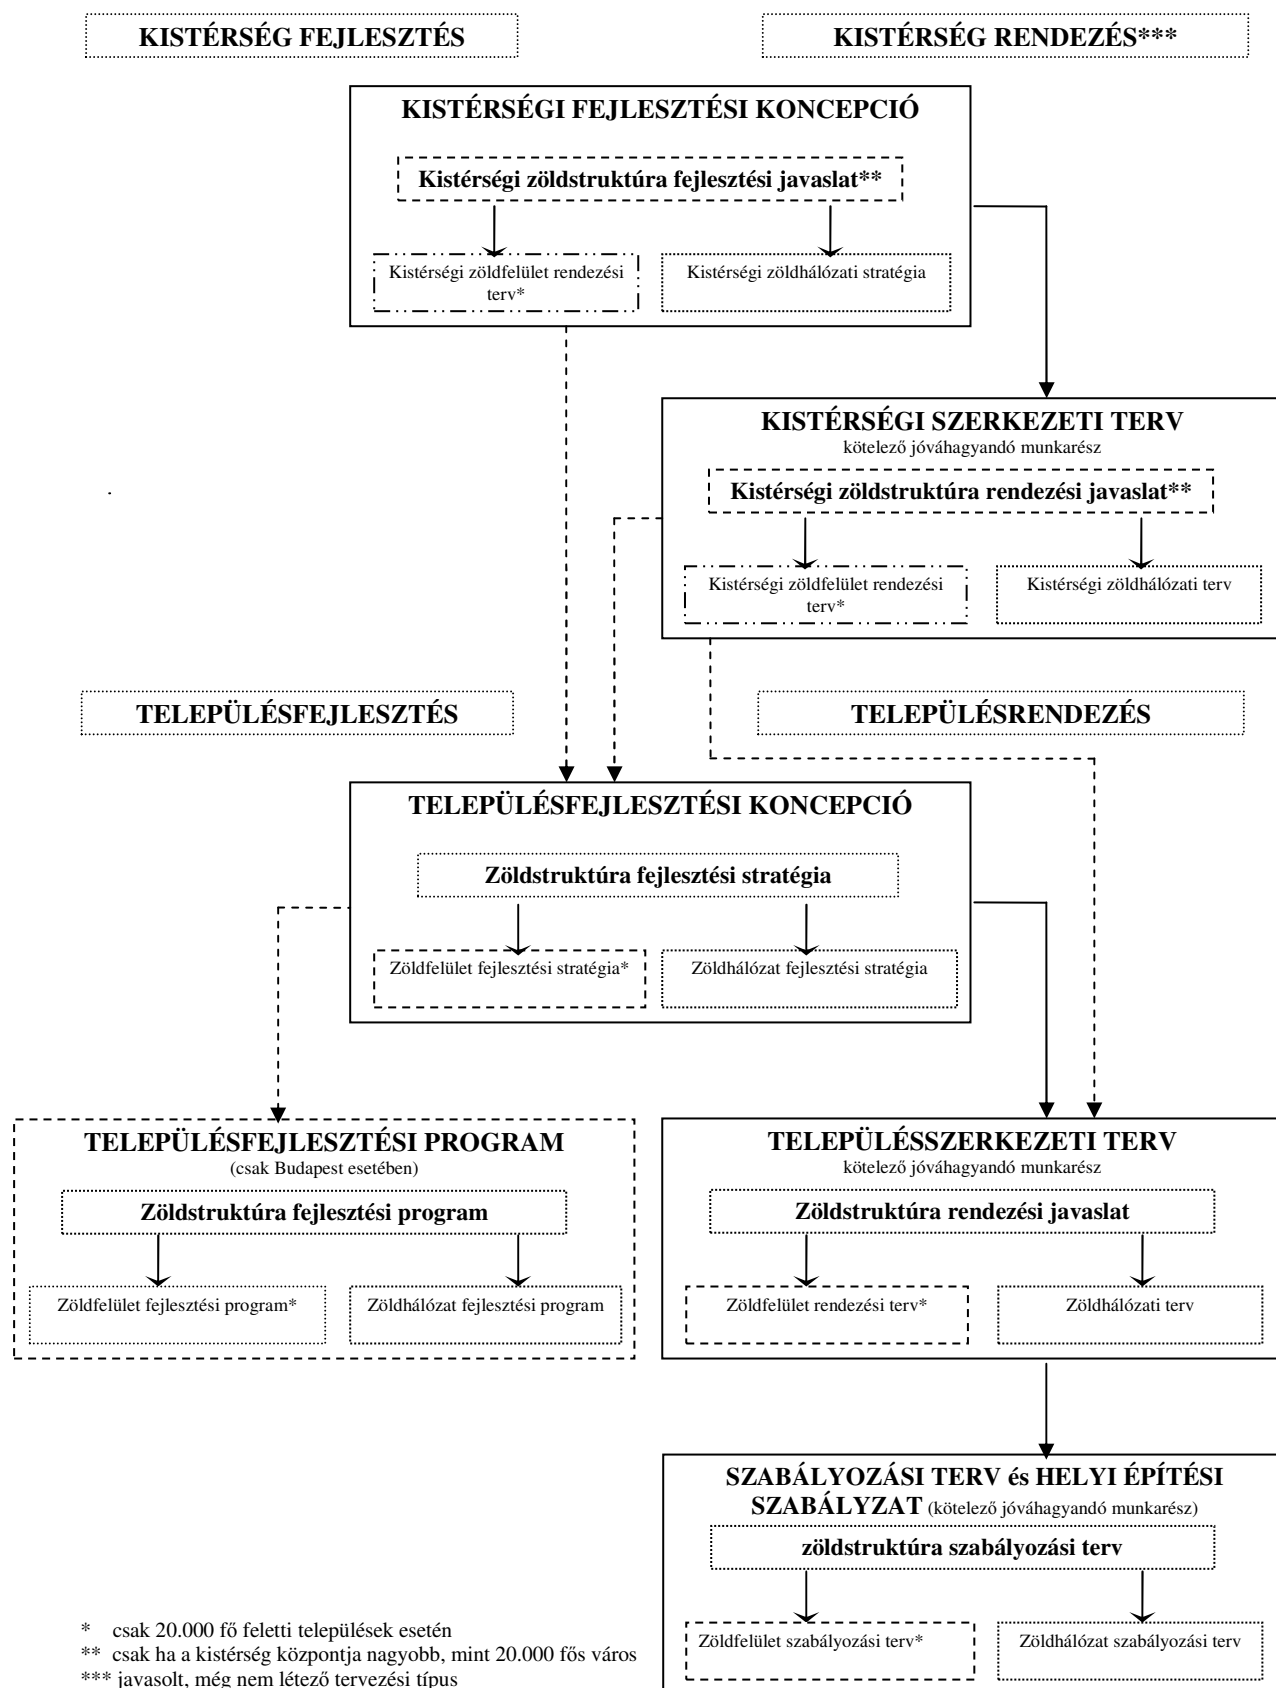 KISTÉRSÉG FEJLESZTÉS
KISTÉRSÉG RENDEZÉS***
KISTÉRSÉGI FEJLESZTÉSI KONCEPCIÓ
Kistérségi zöldstruktúra fejlesztési javaslat**
Kistérségi zöldfelület rendezési
terv*
Kistérségi zöldhálózati stratégia
KISTÉRSÉGI SZERKEZETI TERV
kötelező jóváhagyandó munkarész
Kistérségi zöldstruktúra rendezési javaslat**
Kistérségi zöldfelület rendezési
terv*
Kistérségi zöldhálózati terv
TELEPÜLÉSFEJLESZTÉS
TELEPÜLÉSRENDEZÉS
TELEPÜLÉSFEJLESZTÉSI KONCEPCIÓ
Zöldstruktúra fejlesztési stratégia
Zöldfelület fejlesztési stratégia*
Zöldhálózat fejlesztési stratégia
TELEPÜLÉSFEJLESZTÉSI PROGRAM
(csak Budapest esetében)
Zöldstruktúra fejlesztési program
Zöldfelület fejlesztési program*
Zöldhálózat fejlesztési program
TELEPÜLÉSSZERKEZETI TERV
kötelező jóváhagyandó munkarész
Zöldstruktúra rendezési javaslat
Zöldfelület rendezési terv*
Zöldhálózati terv
SZABÁLYOZÁSI TERV és HELYI ÉPÍTÉSI
SZABÁLYZAT (kötelező jóváhagyandó munkarész)
zöldstruktúra szabályozási terv
Zöldfelület szabályozási terv*
Zöldhálózat szabályozási terv
* csak 20.000 fő feletti települések esetén
** csak ha a kistérség központja nagyobb, mint 20.000 fős város
*** javasolt, még nem létező tervezési típus